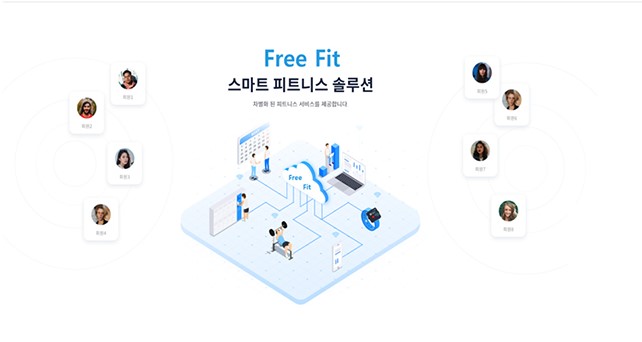 Free Fit
스마트 피트니스 솔루션
차별화 된 피트니스 서비스를 제공합니다
회원1
회원2
회원3
회원4
Free
Fit
회원5
회원6
회원7
회원8